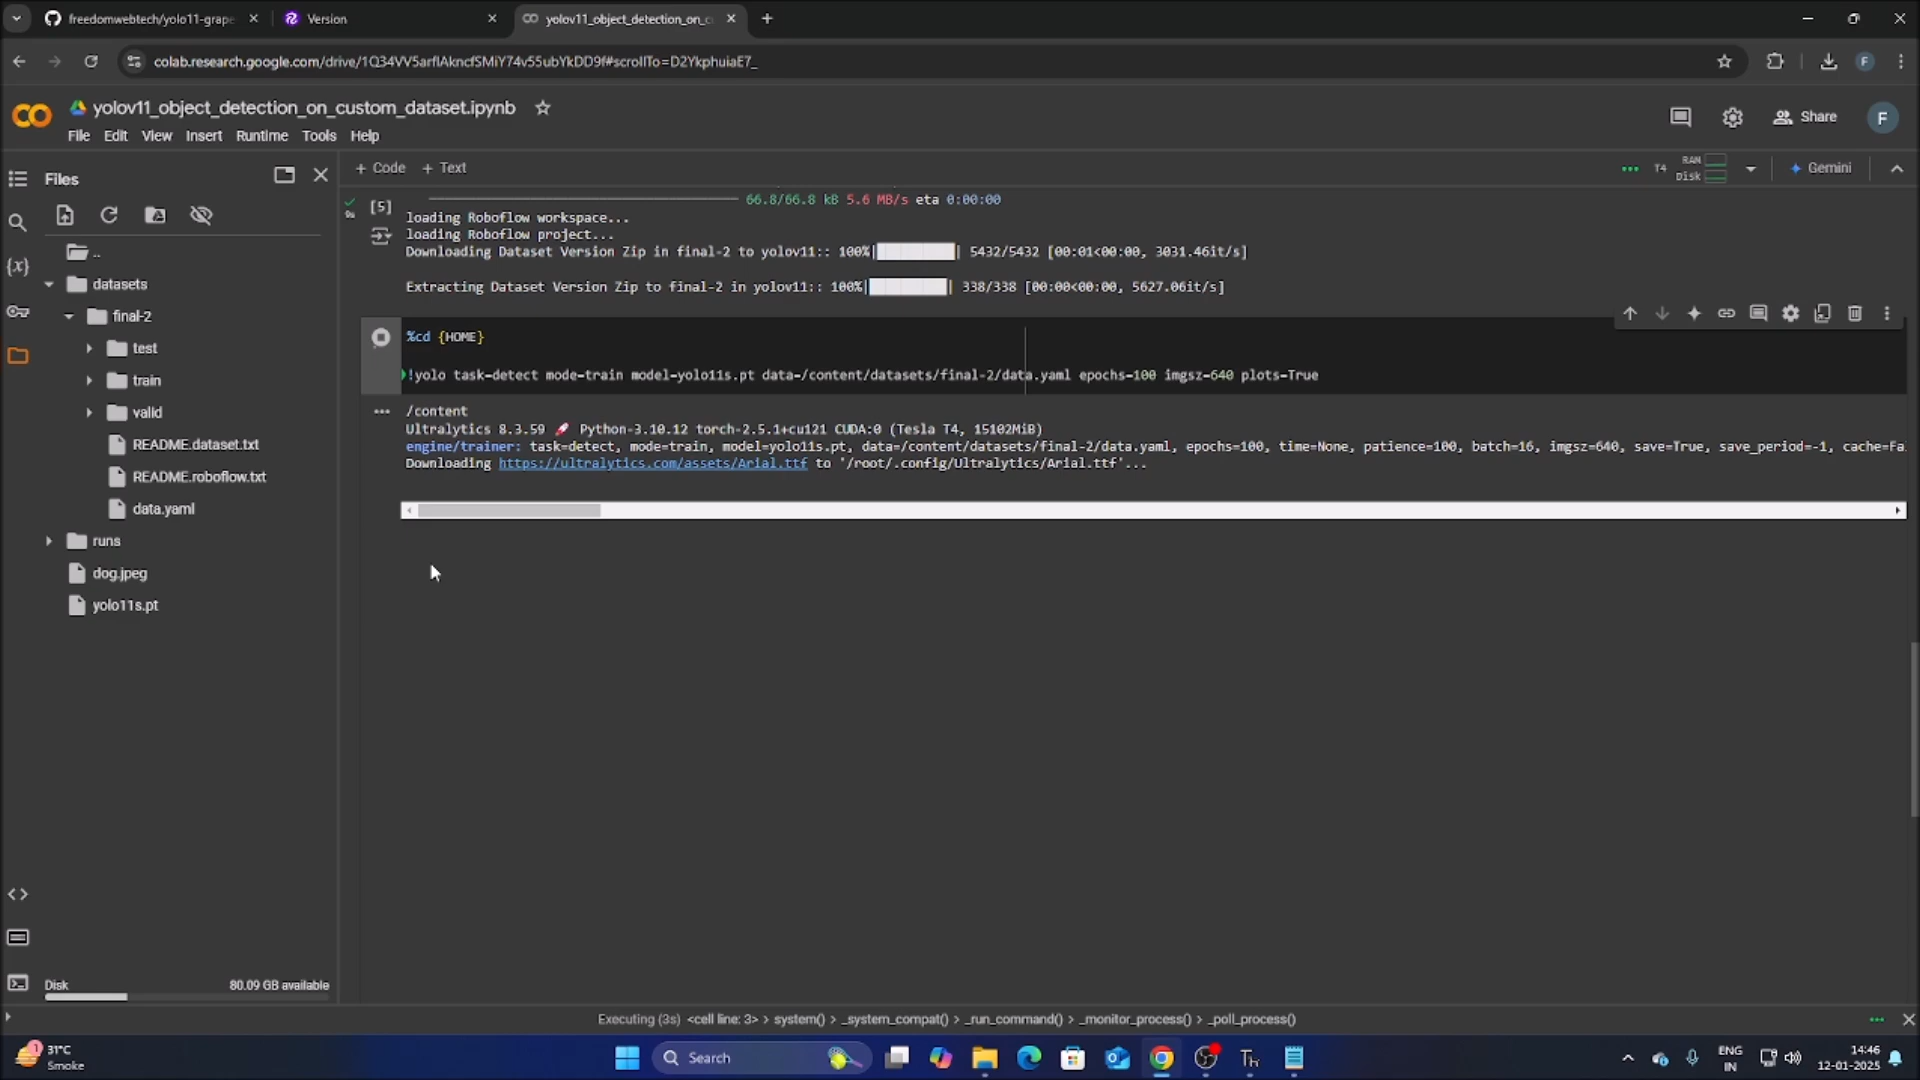 freedomwebtech/yolo11-grape
Version
yolov11_object_detection_on_c
colab.research.google.com/drive/1Q34VV5arflAkncfSMiY74v55ubYkDD9f#scrollTo=D2YkphuiaE7_
F
yolov11_object_detection_on_custom_dataset.ipynb
File Edit View Insert Runtime Tools Help
Share
F
Files
+ Code + Text
T4
RAM
Disk
Gemini
66.8/66.8 kB 5.6 MB/s eta 0:00:00
9s
[5]
loading Roboflow workspace...
loading Roboflow project...
Downloading Dataset Version Zip in final-2 to yolov11:: 100%| | 5432/5432 [00:01<00:00, 3031.46it/s]
Extracting Dataset Version Zip to final-2 in yolov11:: 100%| | 338/338 [00:00<00:00, 5627.06it/s]
..
datasets
final-2
test
train
valid
README.dataset.txt
README.roboflow.txt
data.yaml
runs
dog.jpeg
yolo11s.pt
%cd {HOME}
!yolo task=detect mode=train model=yolo11s.pt data=/content/datasets/final-2/data.yaml epochs=100 imgsz=640 plots=True
/content
Ultralytics 8.3.59 🚀 Python-3.10.12 torch-2.5.1+cu121 CUDA:0 (Tesla T4, 15102MiB)
engine/trainer: task=detect, mode=train, model=yolo11s.pt, data=/content/datasets/final-2/data.yaml, epochs=100, time=None, patience=100, batch=16, imgsz=640, save=True, save_period=-1, cache=Fa
Downloading https://ultralytics.com/assets/Arial.ttf to '/root/.config/Ultralytics/Arial.ttf'...
Disk 80.09 GB available
Executing (3s) <cell line: 3> > system() > _system_compat() > _run_command() > _monitor_process() > _poll_process()
1
31°C
Smoke
Search
ENG
IN
14:46
12-01-2025